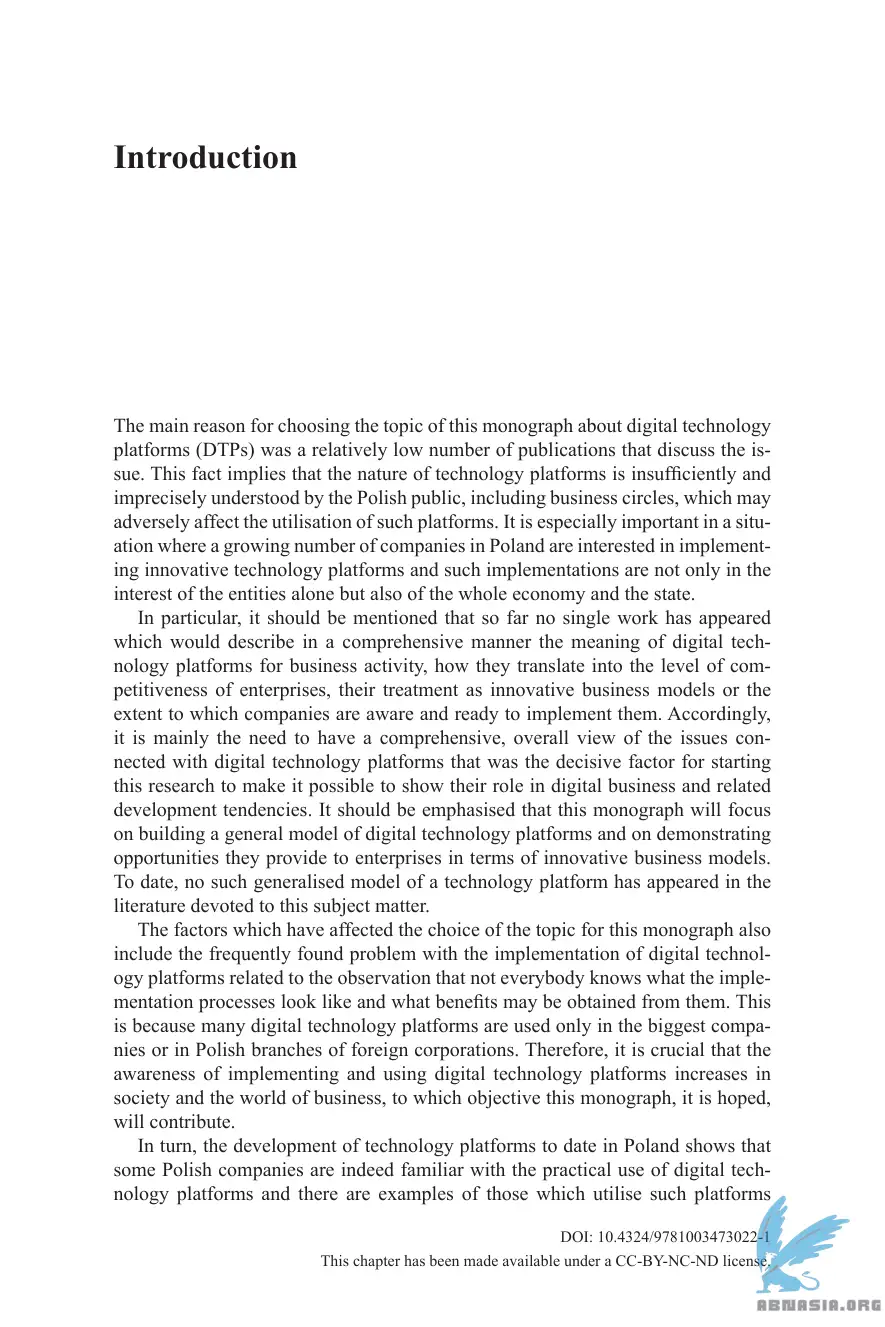 Introduction
The main reason for choosing the topic of this monograph about digital technology
platforms (DTPs) was a relatively low number of publications that discuss the is-
sue. This fact implies that the nature of technology platforms is insufficiently and
imprecisely understood by the Polish public, including business circles, which may
adversely affect the utilisation of such platforms. It is especially important in a situ-
ation where a growing number of companies in Poland are interested in implement-
ing innovative technology platforms and such implementations are not only in the
interest of the entities alone but also of the whole economy and the state.
In particular, it should be mentioned that so far no single work has appeared
which would describe in a comprehensive manner the meaning of digital tech-
nology platforms for business activity, how they translate into the level of com-
petitiveness of enterprises, their treatment as innovative business models or the
extent to which companies are aware and ready to implement them. Accordingly,
it is mainly the need to have a comprehensive, overall view of the issues con-
nected with digital technology platforms that was the decisive factor for starting
this research to make it possible to show their role in digital business and related
development tendencies. It should be emphasised that this monograph will focus
on building a general model of digital technology platforms and on demonstrating
opportunities they provide to enterprises in terms of innovative business models.
To date, no such generalised model of a technology platform has appeared in the
literature devoted to this subject matter.
The factors which have affected the choice of the topic for this monograph also
include the frequently found problem with the implementation of digital technol-
ogy platforms related to the observation that not everybody knows what the imple-
mentation processes look like and what benefits may be obtained from them. This
is because many digital technology platforms are used only in the biggest compa-
nies or in Polish branches of foreign corporations. Therefore, it is crucial that the
awareness of implementing and using digital technology platforms increases in
society and the world of business, to which objective this monograph, it is hoped,
will contribute.
In turn, the development of technology platforms to date in Poland shows that
some Polish companies are indeed familiar with the practical use of digital tech-
nology platforms and there are examples of those which utilise such platforms
DOI: 10.4324/9781003473022-1
This chapter has been made available under a CC-BY-NC-ND license.
ABNASIA.ORG